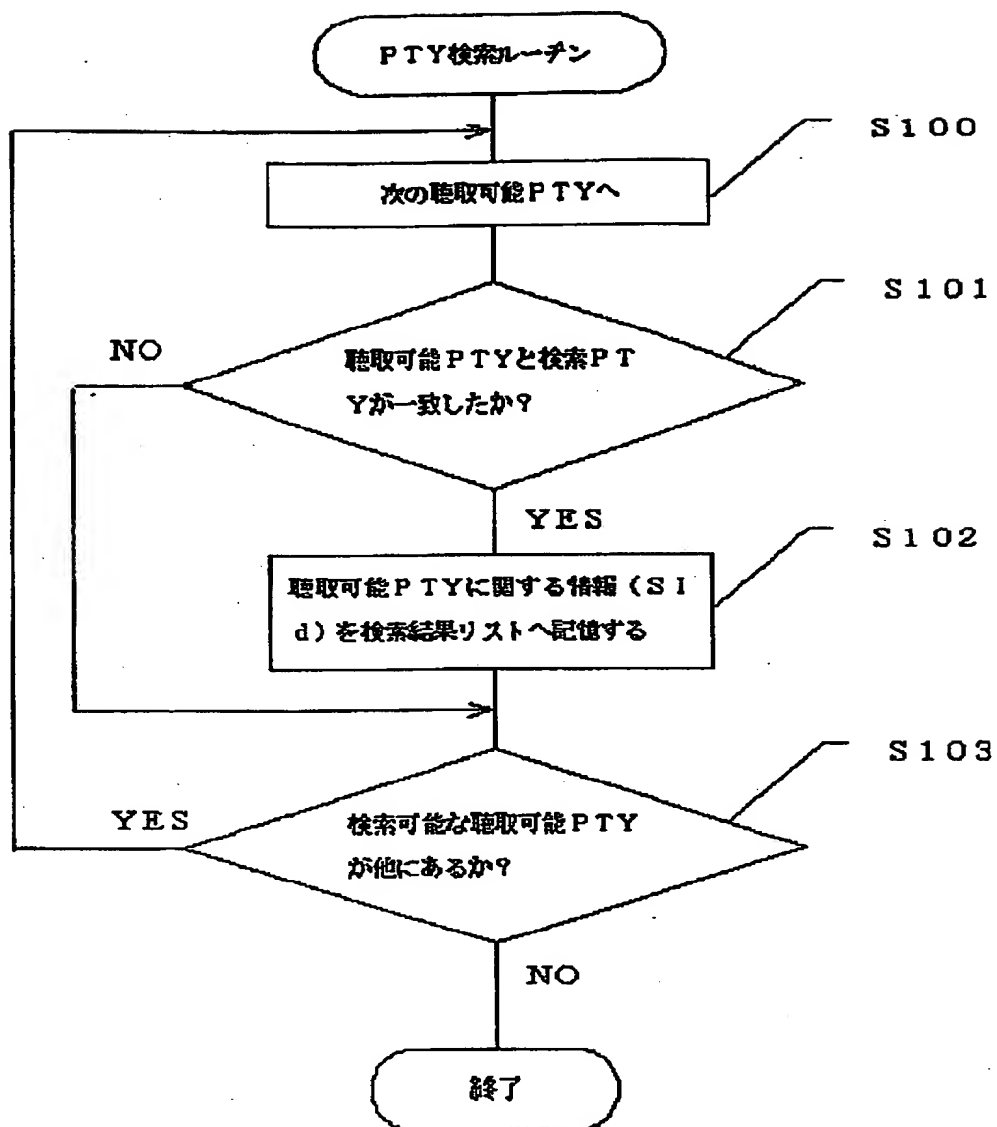 PTY検索ルーチン
S100
次の聴取可能PTYへ
S101
NO
聴取可能PTYと検索PT
Yが一致したか?
YES
S102
聴取可能PTYに関する情報(SI
d)を検索結果リストへ記憶する
S103
YES
検索可能な聴取可能PTY
が他にあるか?
NO
終了